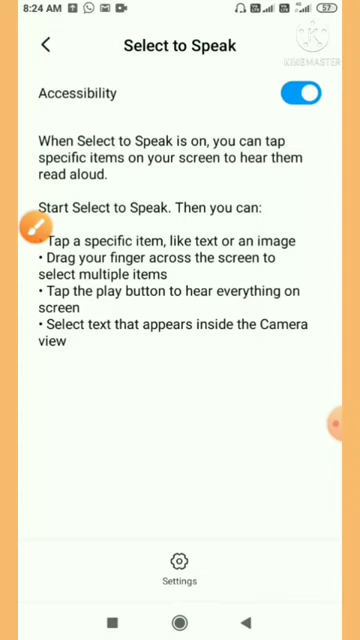 8:24 AM
57
Select to Speak
KINEMASTER
Accessibility
When Select to Speak is on, you can tap
specific items on your screen to hear them
read aloud.
Start Select to Speak. Then you can:
• Tap a specific item, like text or an image
• Drag your finger across the screen to
select multiple items
• Tap the play button to hear everything on
screen
• Select text that appears inside the Camera
view
Settings